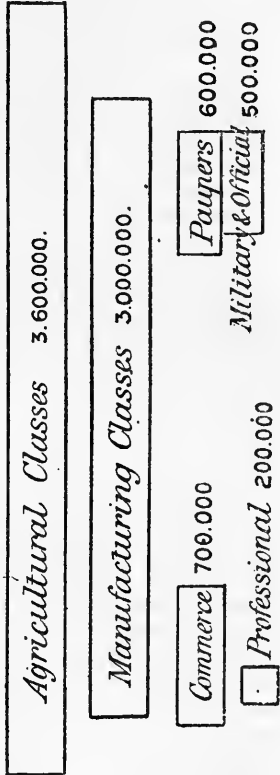 Agricultural Classes 3.600.000.
Manufacturing Classes 3.000.000.
Commerce 700.000 Paupers 600.000
Professional 200.000 Military & Official 500.000